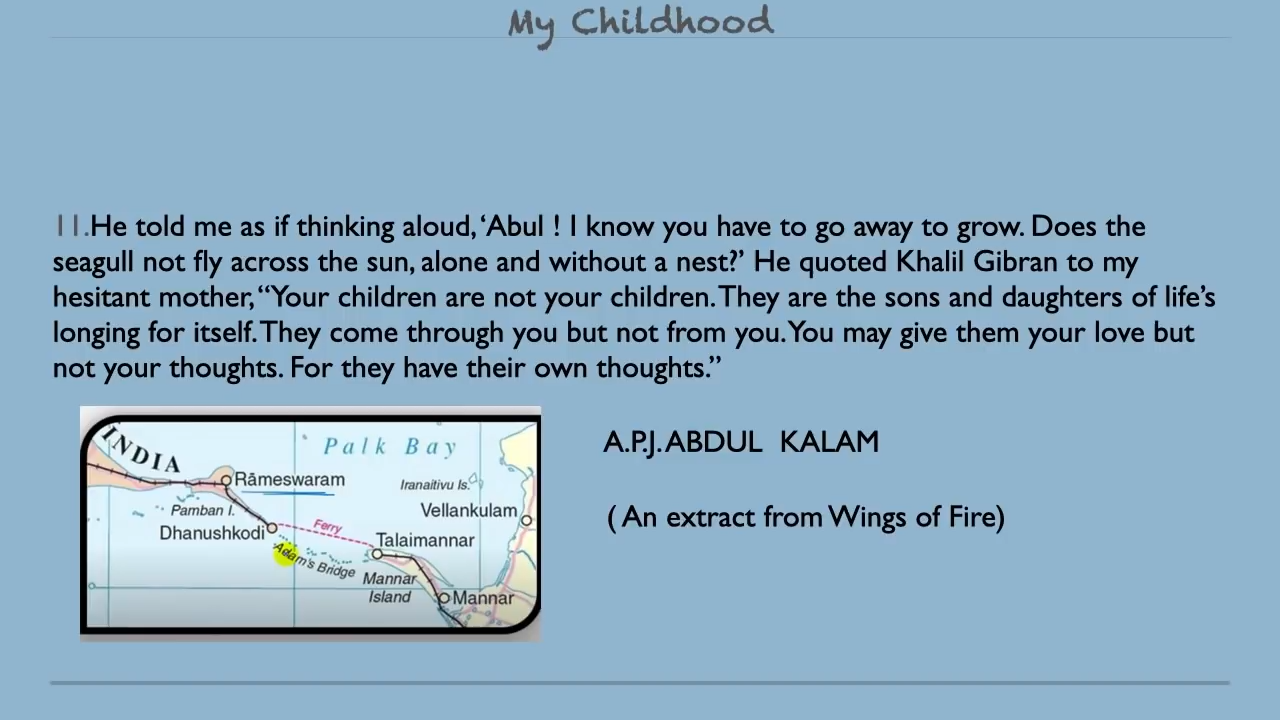 My Childhood
11.He told me as if thinking aloud, ‘Abul ! I know you have to go away to grow. Does the
seagull not fly across the sun, alone and without a nest?’ He quoted Khalil Gibran to my
hesitant mother, “Your children are not your children. They are the sons and daughters of life’s
longing for itself. They come through you but not from you. You may give them your love but
not your thoughts. For they have their own thoughts.”
INDIA
Palk Bay
Rāmeswaram
Iranaitivu Is.
Pamban I.
Vellankulam
Dhanushkodi
Ferry
Talaimannar
Adam's Bridge
Mannar
Island
Mannar
A.P.J. ABDUL KALAM
( An extract from Wings of Fire)